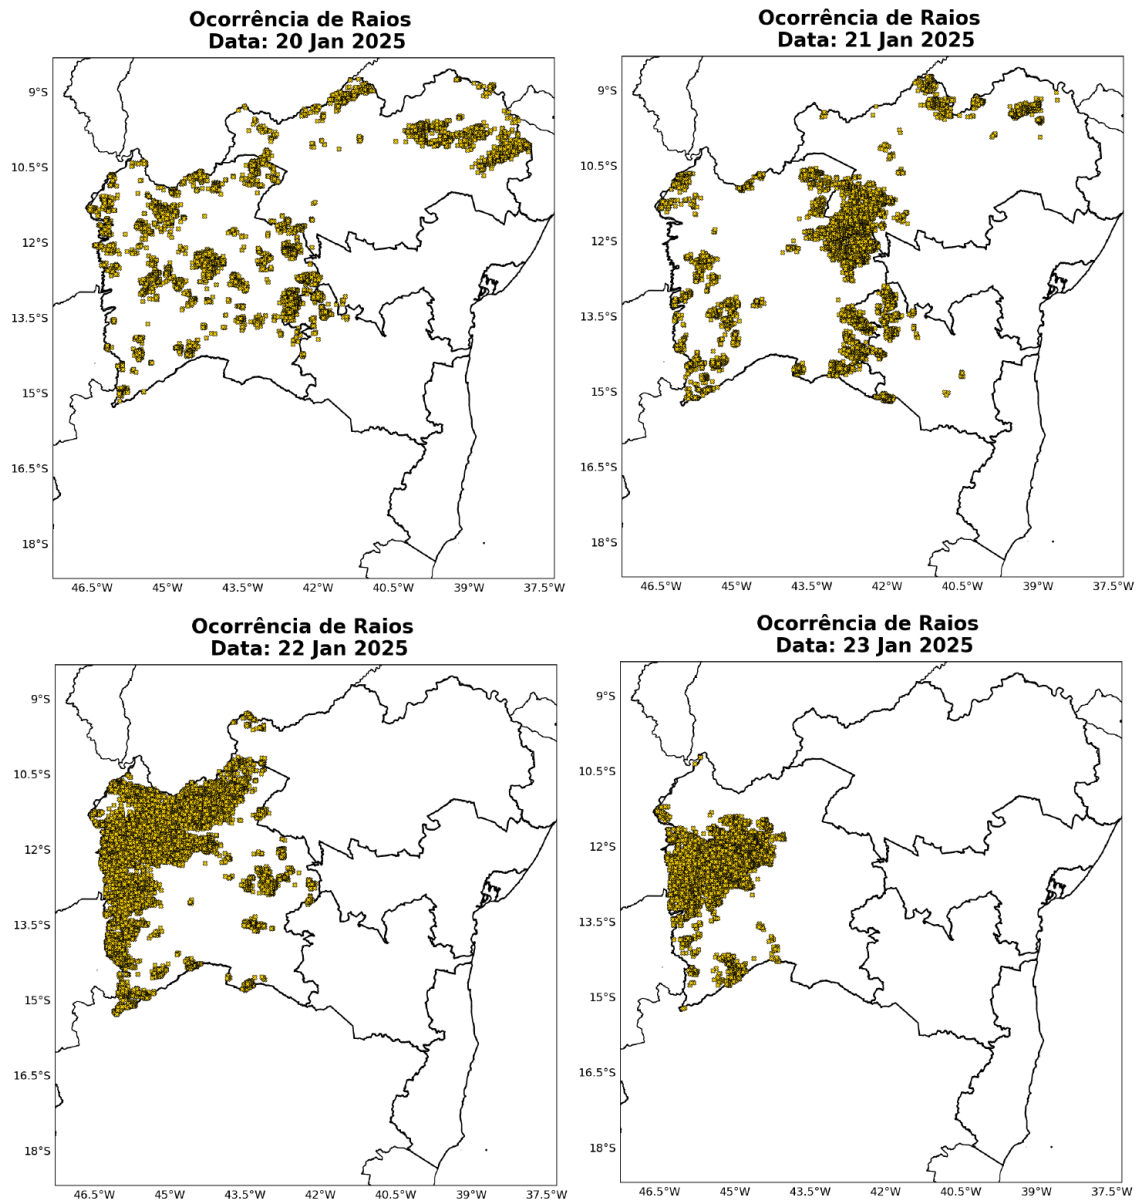 Ocorrência de Raios
Data: 20 Jan 2025
9°S
10.5°S
12°S
13.5°S
15°S
16.5°S
18°S
46.5°W 45°W 43.5°W 42°W 40.5°W 39°W 37.5°W
Ocorrência de Raios
Data: 21 Jan 2025
9°S
10.5°S
12°S
13.5°S
15°S
16.5°S
18°S
46.5°W 45°W 43.5°W 42°W 40.5°W 39°W 37.5°W
Ocorrência de Raios
Data: 22 Jan 2025
9°S
10.5°S
12°S
13.5°S
15°S
16.5°S
18°S
46.5°W 45°W 43.5°W 42°W 40.5°W 39°W 37.5°W
Ocorrência de Raios
Data: 23 Jan 2025
9°S
10.5°S
12°S
13.5°S
15°S
16.5°S
18°S
46.5°W 45°W 43.5°W 42°W 40.5°W 39°W 37.5°W